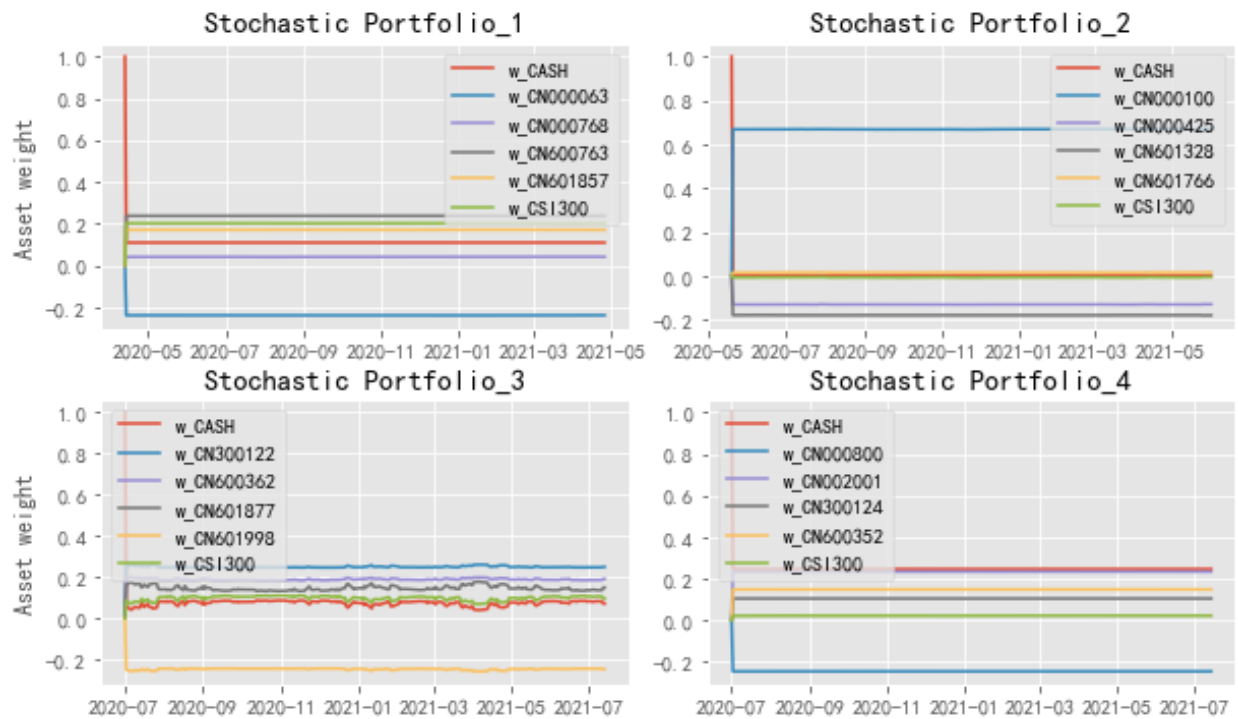 Stochastic Portfolio_1
Asset weight
1.0
0.8
0.6
0.4
0.2
0.0
-0.2
w_CASH
w_CN000063
w_CN000768
w_CN600763
w_CN601857
w_CSI300
2020-05 2020-07 2020-09 2020-11 2021-01 2021-03 2021-05
Stochastic Portfolio_2
1.0
0.8
0.6
0.4
0.2
0.0
-0.2
w_CASH
w_CN000100
w_CN000425
w_CN601328
w_CN601766
w_CSI300
2020-05 2020-07 2020-09 2020-11 2021-01 2021-03 2021-05
Stochastic Portfolio_3
Asset weight
1.0
0.8
0.6
0.4
0.2
0.0
-0.2
w_CASH
w_CN300122
w_CN600362
w_CN601877
w_CN601998
w_CSI300
2020-07 2020-09 2020-11 2021-01 2021-03 2021-05 2021-07
Stochastic Portfolio_4
1.0
0.8
0.6
0.4
0.2
0.0
-0.2
w_CASH
w_CN000800
w_CN002001
w_CN300124
w_CN600352
w_CSI300
2020-07 2020-09 2020-11 2021-01 2021-03 2021-05 2021-07